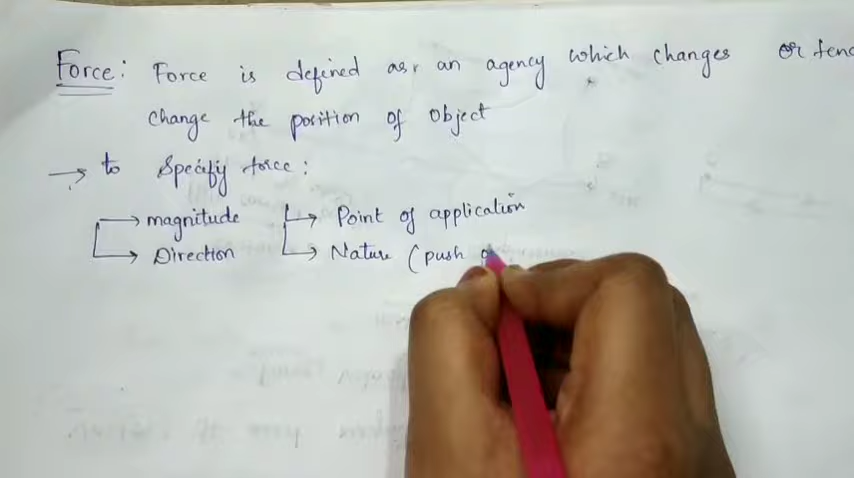 Force: Force is defined as, an agency which changes or tend
change the position of object
→ to specify force:
→ magnitude → Point of application
→ Direction → Nature (push o